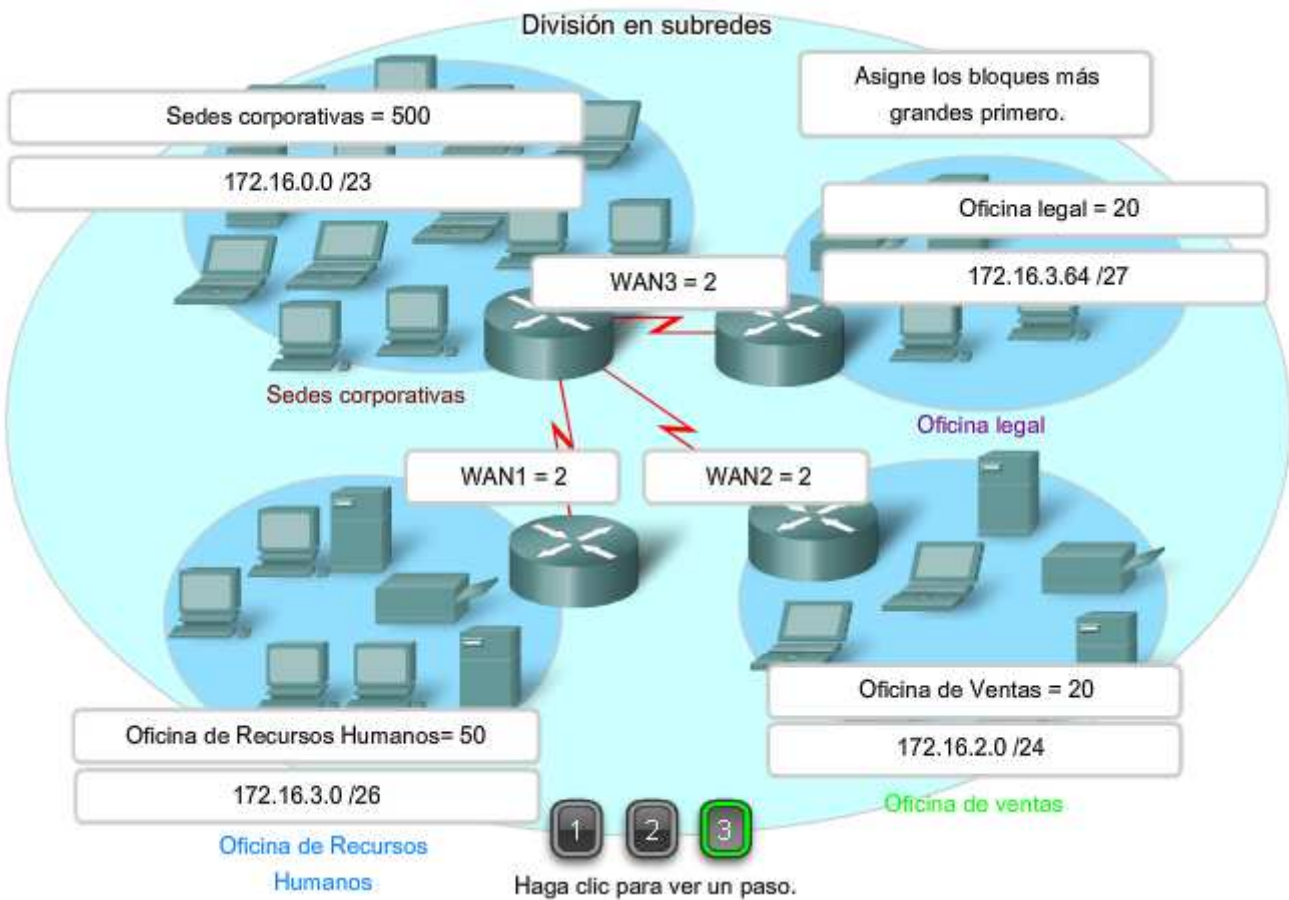 División en subredes
Asigne los bloques más
grandes primero.
Sedes corporativas = 500
172.16.0.0 /23
Oficina legal = 20
172.16.3.64 /27
WAN3 = 2
Sedes corporativas
Oficina legal
WAN1 = 2
WAN2 = 2
Oficina de Recursos Humanos= 50
172.16.3.0 /26
Oficina de Recursos
Humanos
Oficina de Ventas = 20
172.16.2.0 /24
Oficina de ventas
1
2
3
Haga clic para ver un paso.